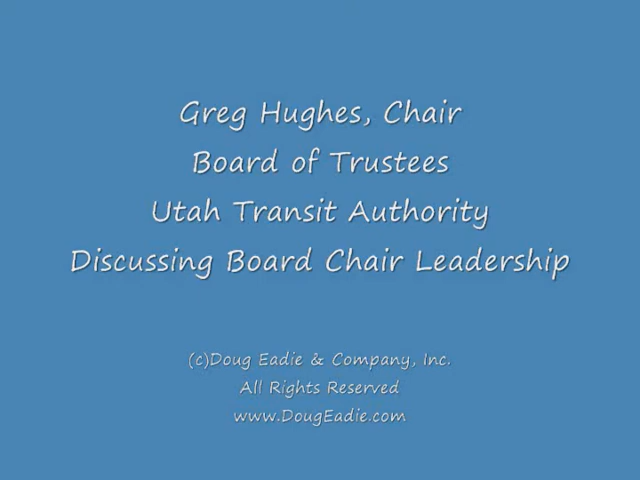 Greg Hughes, Chair
Board of Trustees
Utah Transit Authority
Discussing Board Chair Leadership
(c)Doug Eadie & Company, Inc.
All Rights Reserved
www.DougEadie.com